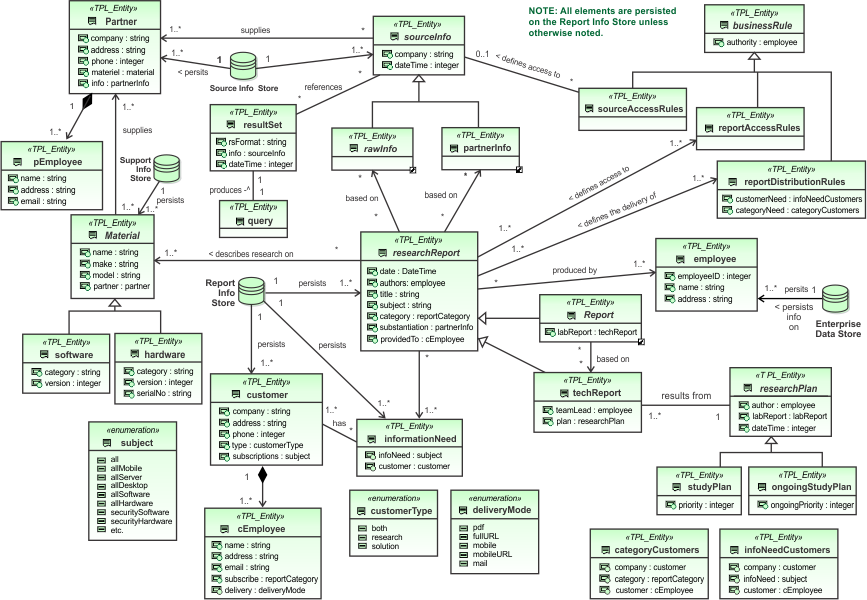 «TPL_Entity»
Partner
company : string
address : string
phone : integer
materiel : material
info : partnerInfo
1..*
supplies
*
«TPL_Entity»
sourceInfo
company : string
dateTime : integer
NOTE: All elements are persisted
on the Report Info Store unless
otherwise noted.
«TPL_Entity»
businessRule
authority : employee
1..*
< persits
1
Source Info Store
1
1..*
0..1
< defines access to
*
references
*
*
«TPL_Entity»
sourceAccessRules
«TPL_Entity»
reportAccessRules
1
1..*
1..*
supplies
«TPL_Entity»
resultSet
rsFormat : string
info : sourceInfo
dateTime : integer
«TPL_Entity»
rawInfo
«TPL_Entity»
partnerInfo
«TPL_Entity»
pEmployee
name : string
address : string
email : string
Support
Info
Store
1
persists
1..*
1..*
produces -^
1
1
«TPL_Entity»
query
*
*
based on
based on
*
*
1..*
< defines access to
1..*
1..*
< defines the delivery of
1..*
«TPL_Entity»
reportDistributionRules
customerNeed : infoNeedCustomers
categoryNeed : categoryCustomers
«TPL_Entity»
Material
name : string
make : string
model : string
partner : partner
1..*
< describes research on
*
«TPL_Entity»
researchReport
date : DateTime
authors: employee
title : string
subject : string
category : reportCategory
substantiation : partnerInfo
providedTo : cEmployee
*
produced by
1..*
«TPL_Entity»
employee
employeeID : integer
name : string
address : string
1..*
persits
1
< persists
info
on
Enterprise
Data Store
Report
Info
Store
1
persists
1..*
1
1
persists
persists
1..*
1..*
«TPL_Entity»
Report
labReport : techReport
*
*
based on
«TPL_Entity»
software
category : string
version : integer
«TPL_Entity»
hardware
category : string
version : integer
serialNo : string
«TPL_Entity»
customer
company : string
address : string
phone : integer
type : customerType
subscriptions : subject
1..*
has
*
*
1..*
«TPL_Entity»
informationNeed
infoNeed : subject
customer : customer
«TPL_Entity»
techReport
teamLead : employee
plan : researchPlan
results from
1..*
1
«T PL_Entity»
researchPlan
author : employee
labReport : labReport
dateTime : integer
«enumeration»
subject
all
allMobile
allServer
allDesktop
allSoftware
allHardware
securitySoftware
securityHardware
etc.
1
1..*
«TPL_Entity»
cEmployee
name : string
address : string
email : string
subscribe : reportCategory
delivery : deliveryMode
«enumeration»
customerType
both
research
solution
«enumeration»
deliveryMode
pdf
fullURL
mobile
mobileURL
mail
«TPL_Entity»
studyPlan
priority : integer
«TPL_Entity»
ongoingStudyPlan
ongoingPriority : integer
«TPL_Entity»
categoryCustomers
company : customer
category : reportCategory
customer : cEmployee
«TPL_Entity»
infoNeedCustomers
company : customer
infoNeed : subject
customer : cEmployee